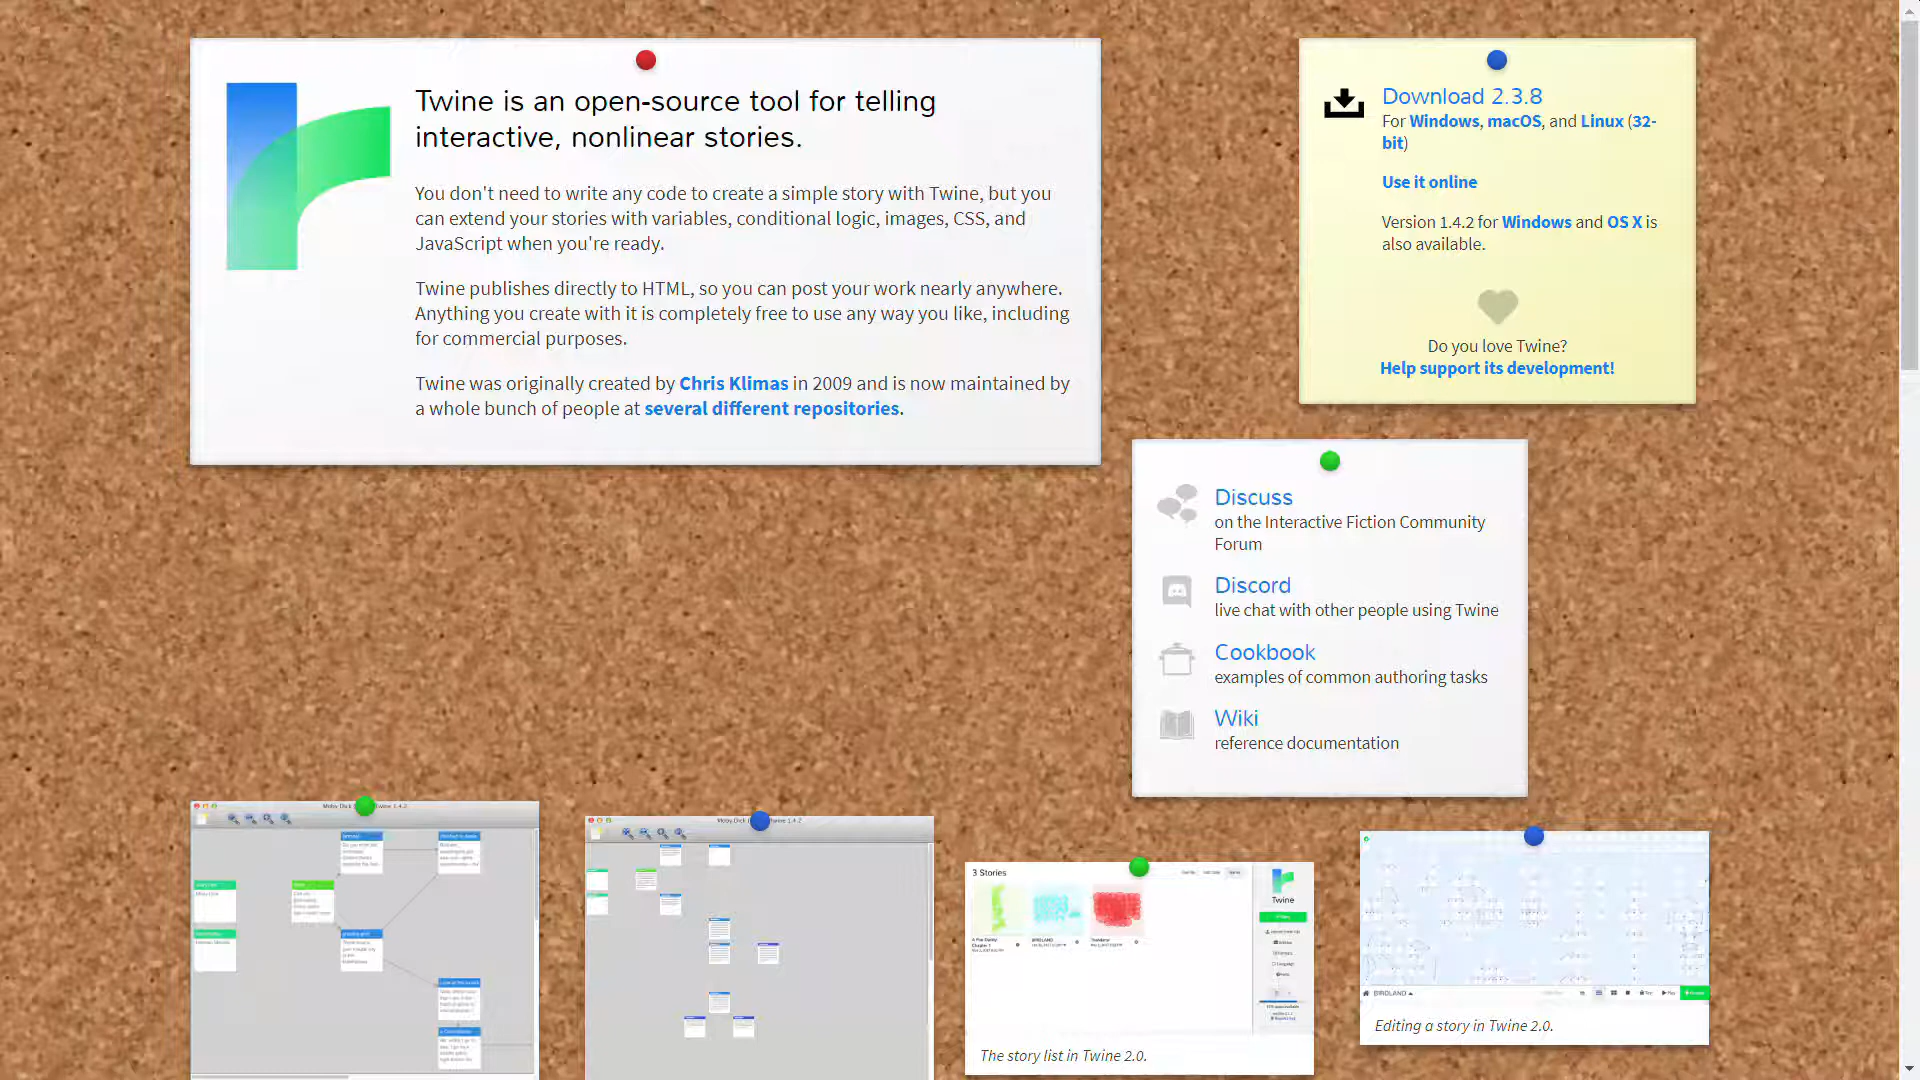 Twine is an open-source tool for telling
interactive, nonlinear stories.
You don't need to write any code to create a simple story with Twine, but you
can extend your stories with variables, conditional logic, images, CSS, and
JavaScript when you're ready.
Twine publishes directly to HTML, so you can post your work nearly anywhere.
Anything you create with it is completely free to use any way you like, including
for commercial purposes.
Twine was originally created by Chris Klimas in 2009 and is now maintained by
a whole bunch of people at several different repositories.
Download 2.3.8
For Windows, macOS, and Linux (32-
bit)
Use it online
Version 1.4.2 for Windows and OS X is
also available.
Do you love Twine?
Help support its development!
Discuss
on the Interactive Fiction Community
Forum
Discord
live chat with other people using Twine
Cookbook
examples of common authoring tasks
Wiki
reference documentation
3 Stories
Twine
The story list in Twine 2.0.
BIRDLAND
Editing a story in Twine 2.0.